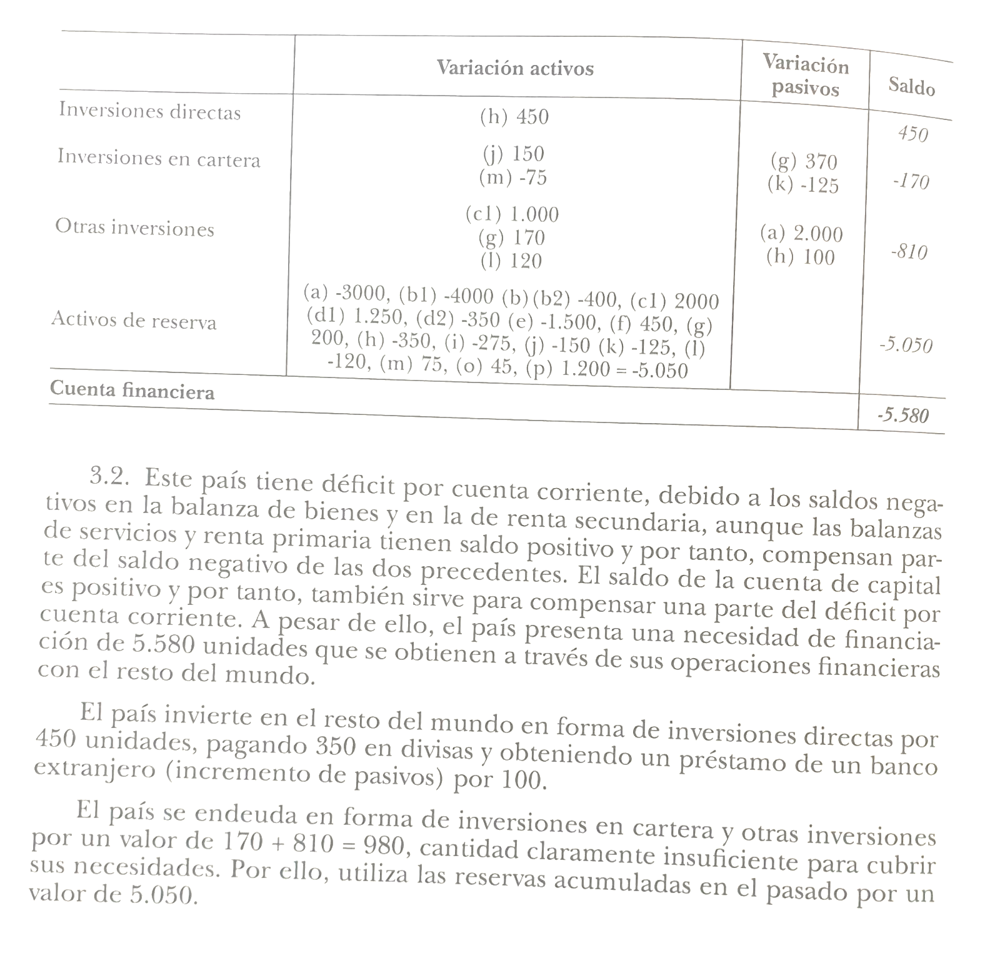 Variación activos
Variación
pasivos
Saldo
Inversiones directas
(h) 450
450
Inversiones en cartera
(j) 150
(m) -75
(g) 370
(k) -125
-170
Otras inversiones
(c1) 1.000
(g) 170
(l) 120
(a) 2.000
(h) 100
-810
Activos de reserva
(a) -3000, (b1) -4000 (b)(b2) -400, (c1) 2000
(d1) 1.250, (d2) -350 (e) -1.500, (f) 450, (g)
200, (h) -350, (i) -275, (j) -150 (k) -125, (l)
-120, (m) 75, (o) 45, (p) 1.200 = -5.050
-5.050
Cuenta financiera
-5.580
3.2. Este país tiene déficit por cuenta corriente, debido a los saldos nega-
tivos en la balanza de bienes y en la de renta secundaria, aunque las balanzas
de servicios y renta primaria tienen saldo positivo y por tanto, compensan par-
te del saldo negativo de las dos precedentes. El saldo de la cuenta de capital
es positivo y por tanto, también sirve para compensar una parte del déficit por
cuenta corriente. A pesar de ello, el país presenta una necesidad de financia-
ción de 5.580 unidades que se obtienen a través de sus operaciones financieras
con el resto del mundo.
El país invierte en el resto del mundo en forma de inversiones directas por
450 unidades, pagando 350 en divisas y obteniendo un préstamo de un banco
extranjero (incremento de pasivos) por 100.
El país se endeuda en forma de inversiones en cartera y otras inversiones
por un valor de 170 + 810 = 980, cantidad claramente insuficiente para cubrir
sus necesidades. Por ello, utiliza las reservas acumuladas en el pasado por un
valor de 5.050.